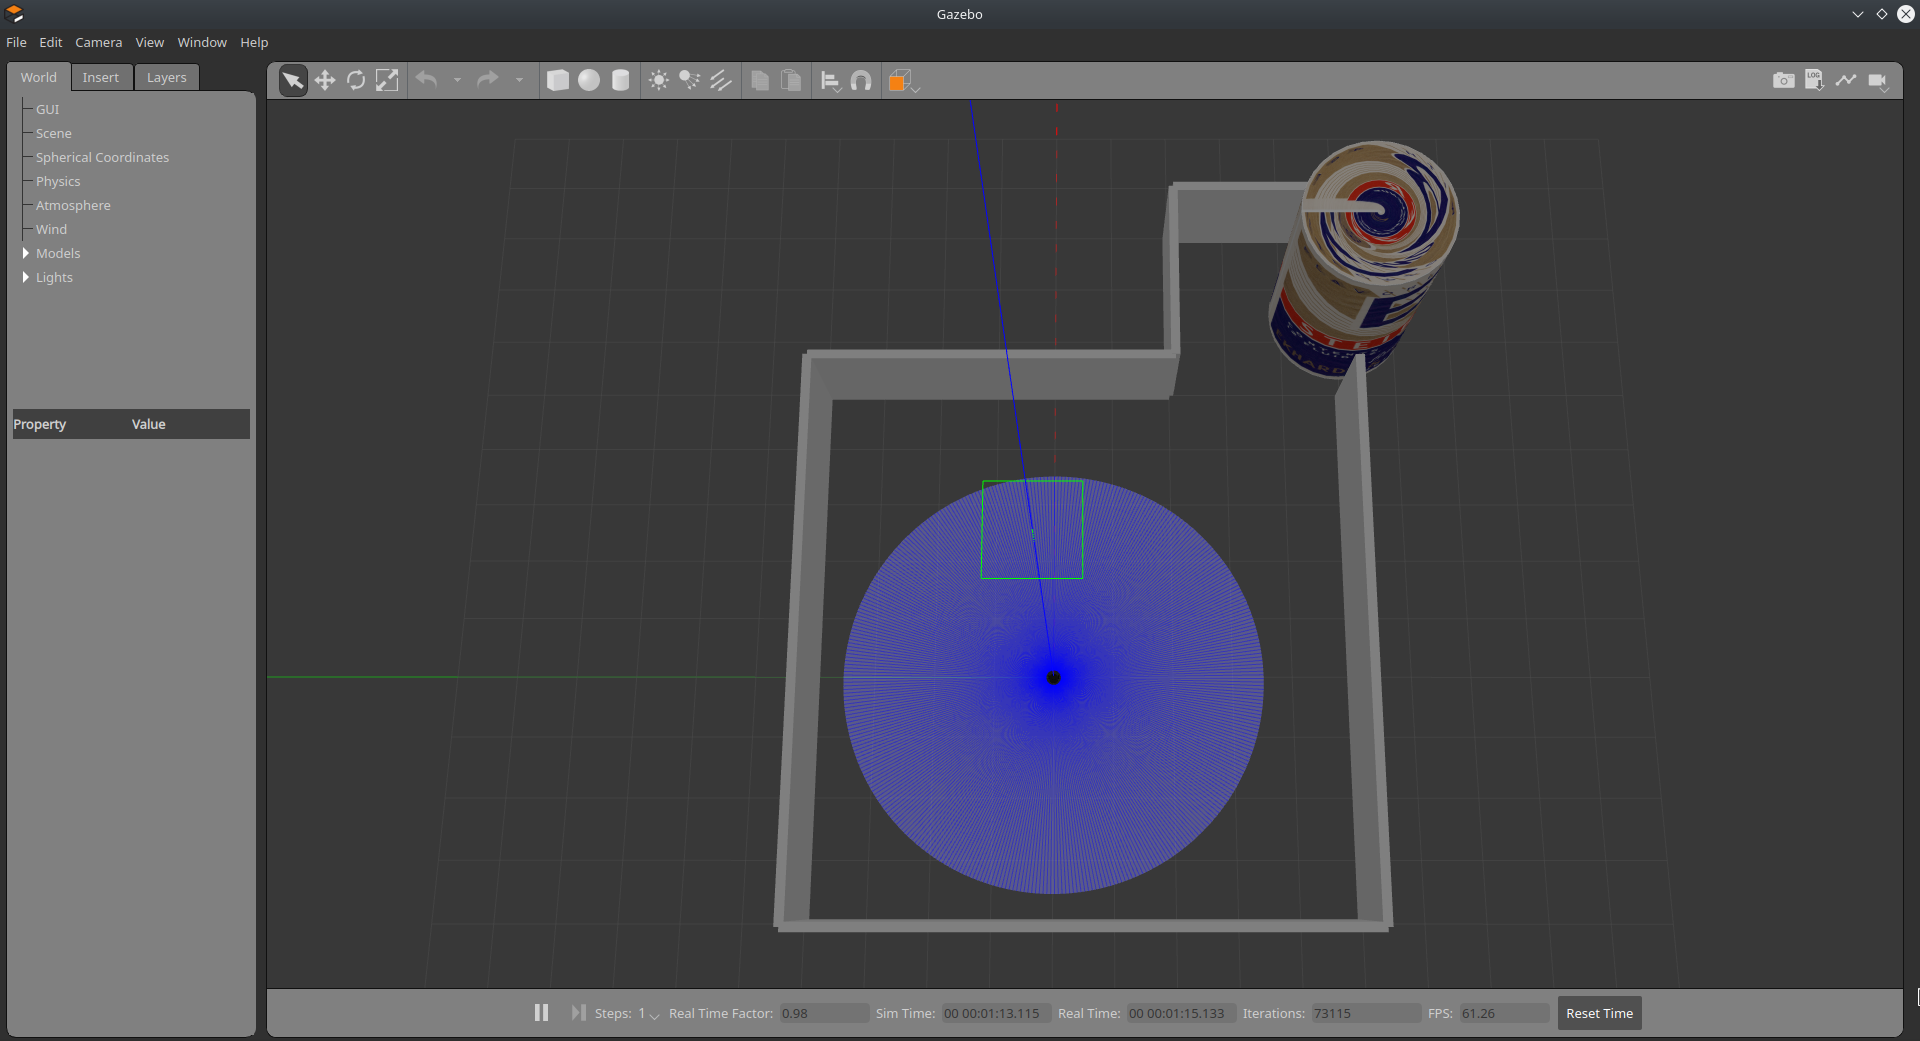 Gazebo
File Edit Camera View Window Help
World Insert Layers
LOG
GUI
Scene
Spherical Coordinates
Physics
Atmosphere
Wind
Models
Lights
Property Value
Steps: 1 Real Time Factor: 0.98 Sim Time: 00 00:01:13.115 Real Time: 00 00:01:15.133 Iterations: 73115 FPS: 61.26 Reset Time